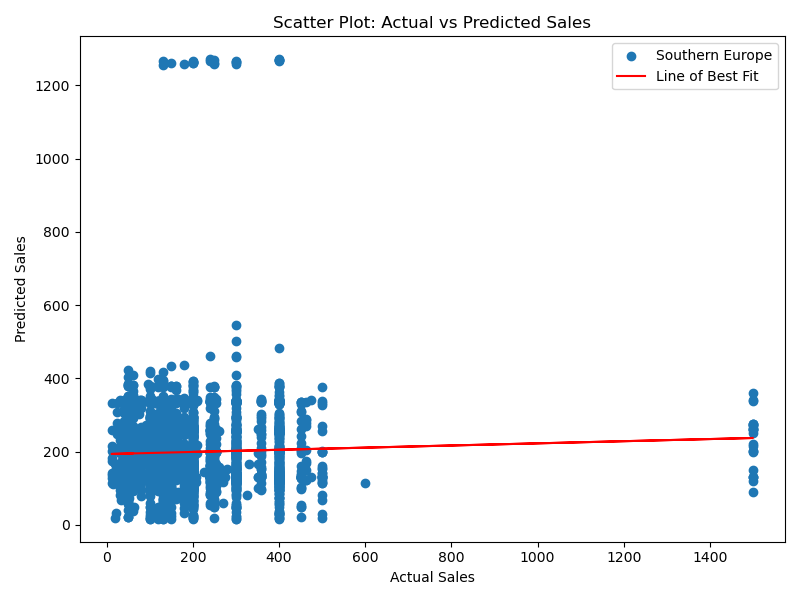 Scatter Plot: Actual vs Predicted Sales
Southern Europe
Line of Best Fit
Predicted Sales
1200
1000
800
600
400
200
0
0 200 400 600 800 1000 1200 1400
Actual Sales